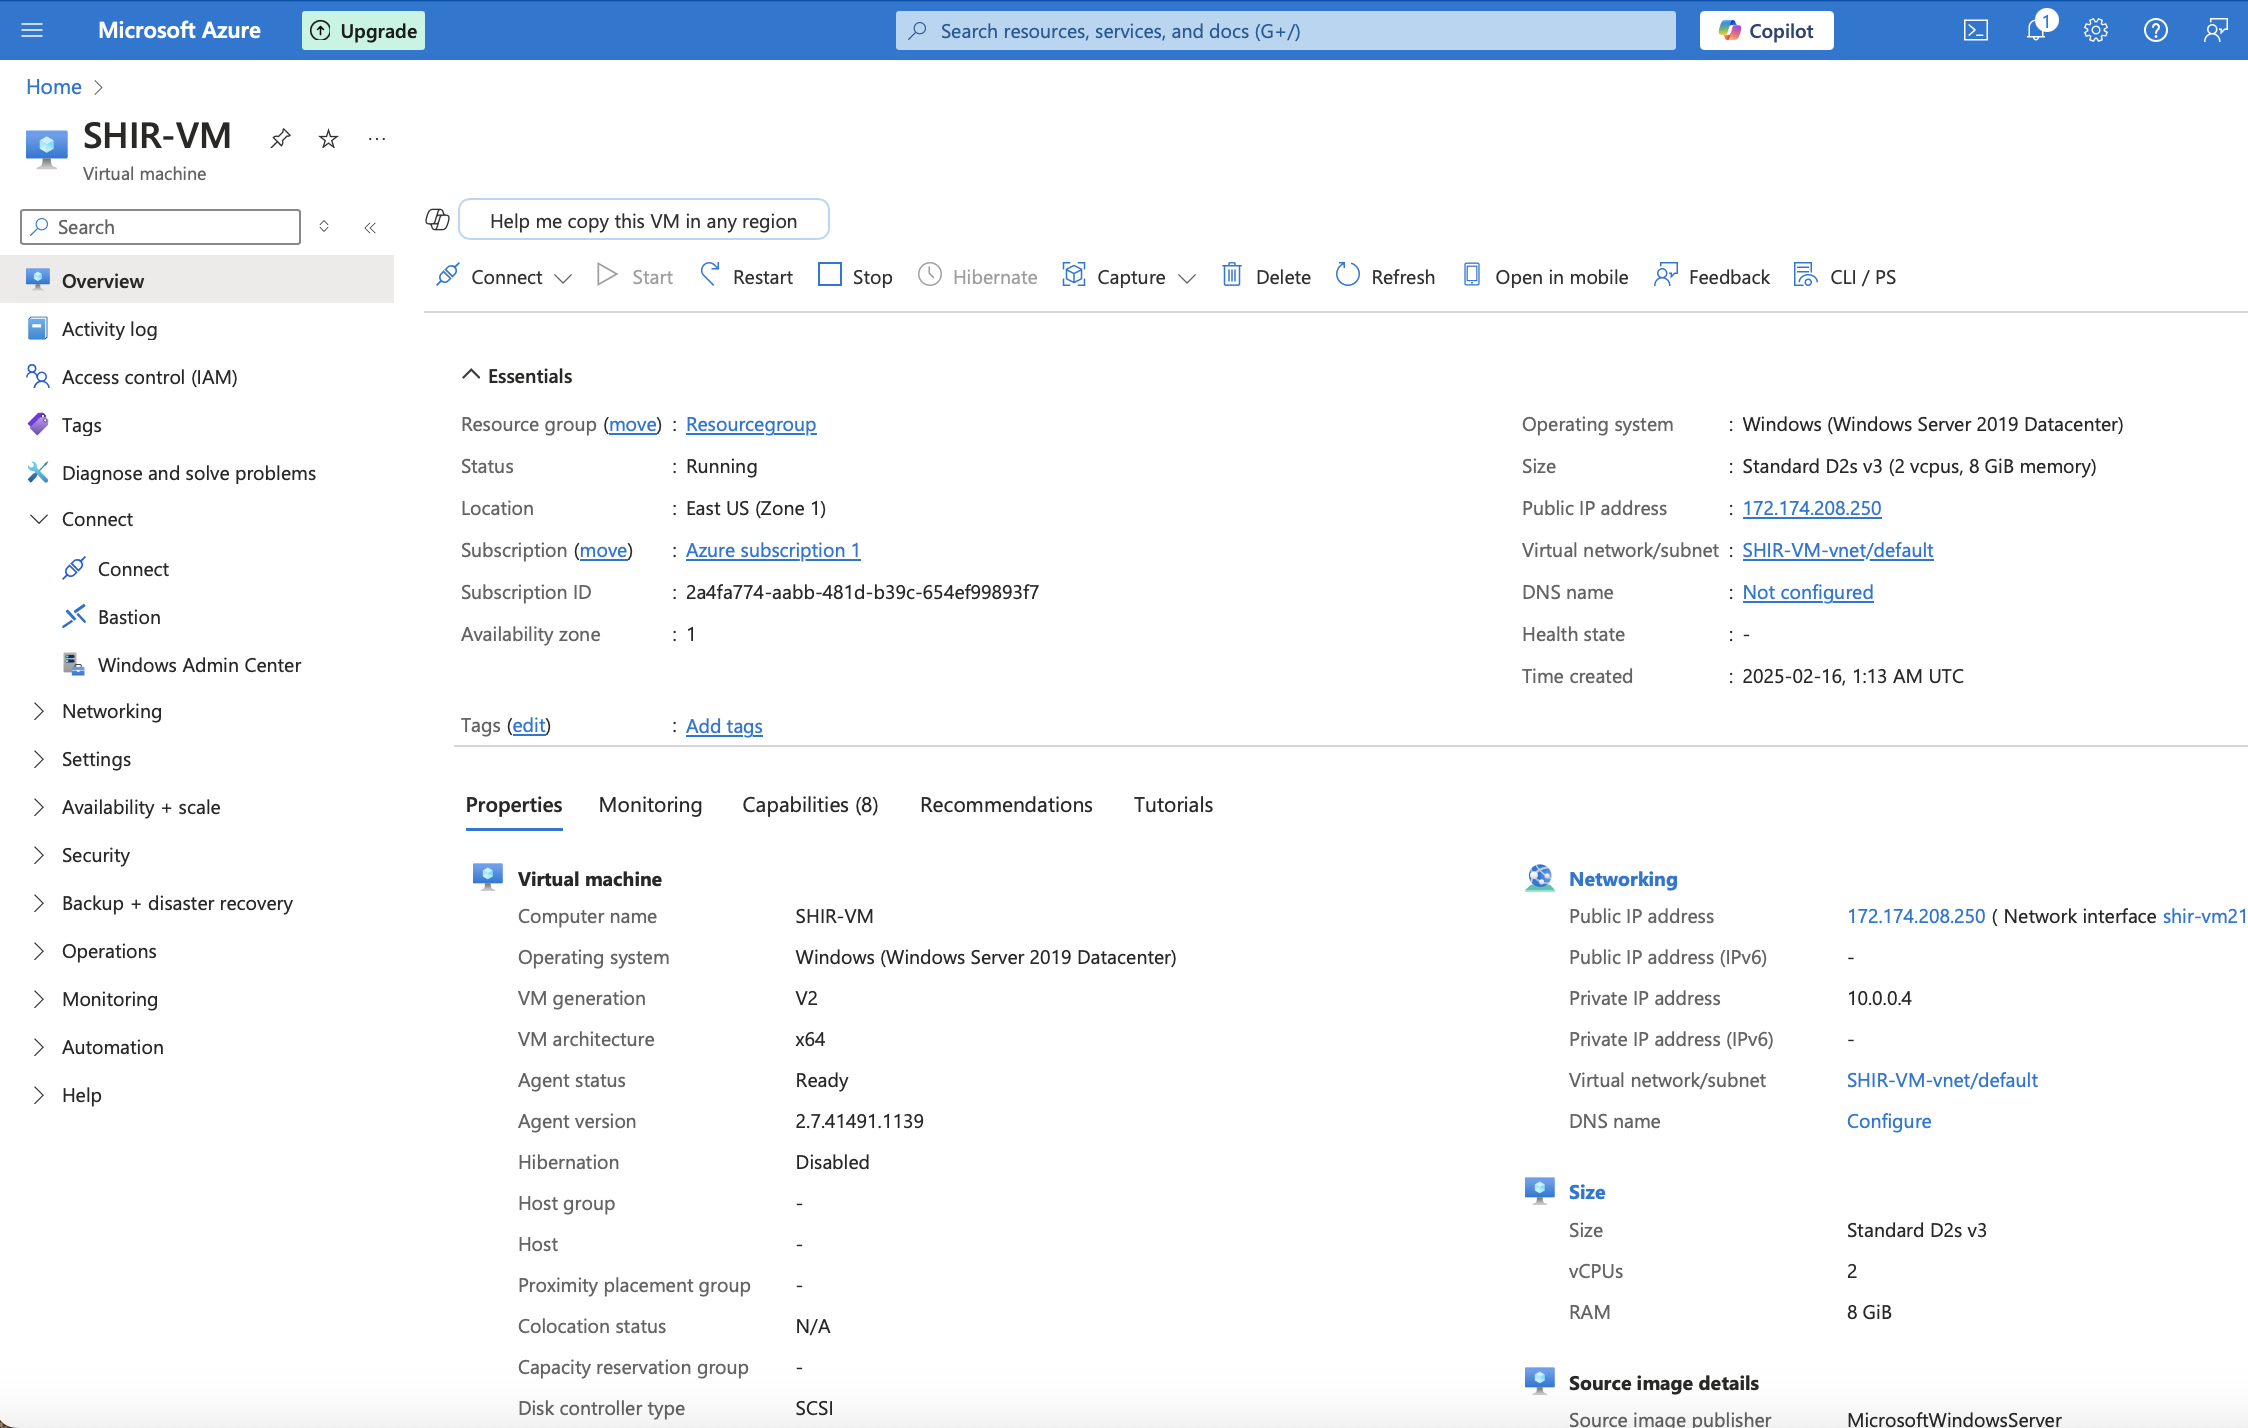 Microsoft Azure
Upgrade
Search resources, services, and docs (G+/)
Copilot
1
Home
SHIR-VM
Virtual machine
Search
Overview
Activity log
Access control (IAM)
Tags
Diagnose and solve problems
Connect
Connect
Bastion
Windows Admin Center
Networking
Settings
Availability + scale
Security
Backup + disaster recovery
Operations
Monitoring
Automation
Help
Help me copy this VM in any region
Connect
Start
Restart
Stop
Hibernate
Capture
Delete
Refresh
Open in mobile
Feedback
CLI / PS
Essentials
Resource group (move) : Resourcegroup
Status : Running
Location : East US (Zone 1)
Subscription (move) : Azure subscription 1
Subscription ID : 2a4fa774-aabb-481d-b39c-654ef99893f7
Availability zone : 1
Operating system : Windows (Windows Server 2019 Datacenter)
Size : Standard D2s v3 (2 vcpus, 8 GiB memory)
Public IP address : 172.174.208.250
Virtual network/subnet : SHIR-VM-vnet/default
DNS name : Not configured
Health state : -
Time created : 2025-02-16, 1:13 AM UTC
Tags (edit) : Add tags
Properties
Monitoring
Capabilities (8)
Recommendations
Tutorials
Virtual machine
Computer name SHIR-VM
Operating system Windows (Windows Server 2019 Datacenter)
VM generation V2
VM architecture x64
Agent status Ready
Agent version 2.7.41491.1139
Hibernation Disabled
Host group -
Host -
Proximity placement group -
Colocation status N/A
Capacity reservation group -
Disk controller type SCSI
Networking
Public IP address 172.174.208.250 ( Network interface shir-vm21
Public IP address (IPv6) -
Private IP address 10.0.0.4
Private IP address (IPv6) -
Virtual network/subnet SHIR-VM-vnet/default
DNS name Configure
Size
Size Standard D2s v3
vCPUs 2
RAM 8 GiB
Source image details
Source image publisher MicrosoftWindowsServer